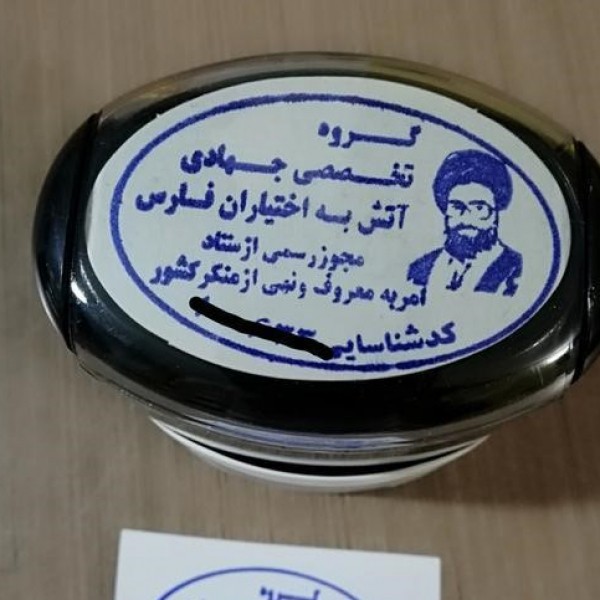 گروه
تخصصی جهادی
آتش به اختیاران فارس
مجوز رسمی از ستاد
امر به معروف و نهی از منکر کشور
کد شناسایی